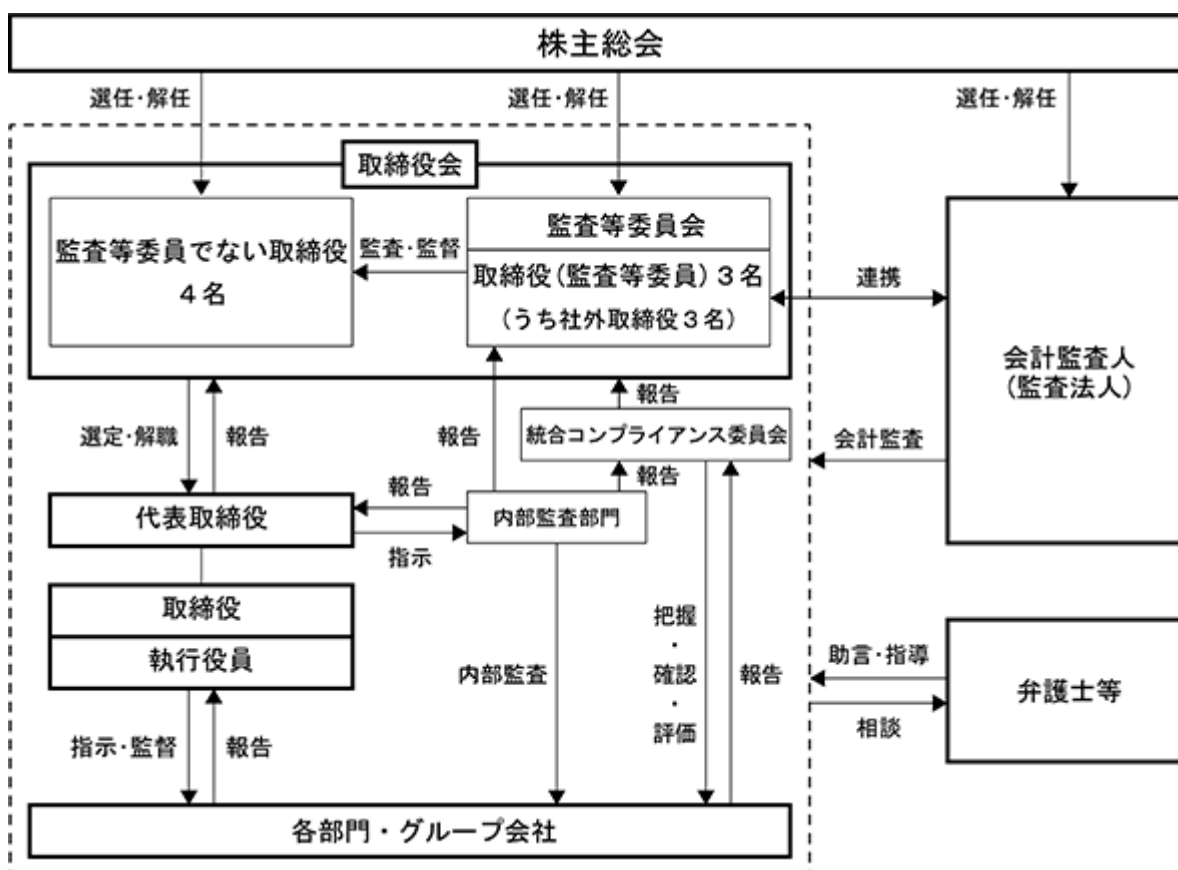 株主総会
選任・解任
選任・解任
選任・解任
取締役会
監査等委員でない取締役
４名
監査・監督
監査等委員会
取締役（監査等委員）３名
（うち社外取締役３名）
連携
会計監査人
（監査法人）
会計監査
選定・解職
報告
報告
報告
統合コンプライアンス委員会
報告
代表取締役
報告
指示
内部監査部門
取締役
執行役員
内部監査
把握
・
確認
・
評価
報告
助言・指導
相談
弁護士等
指示・監督
報告
各部門・グループ会社